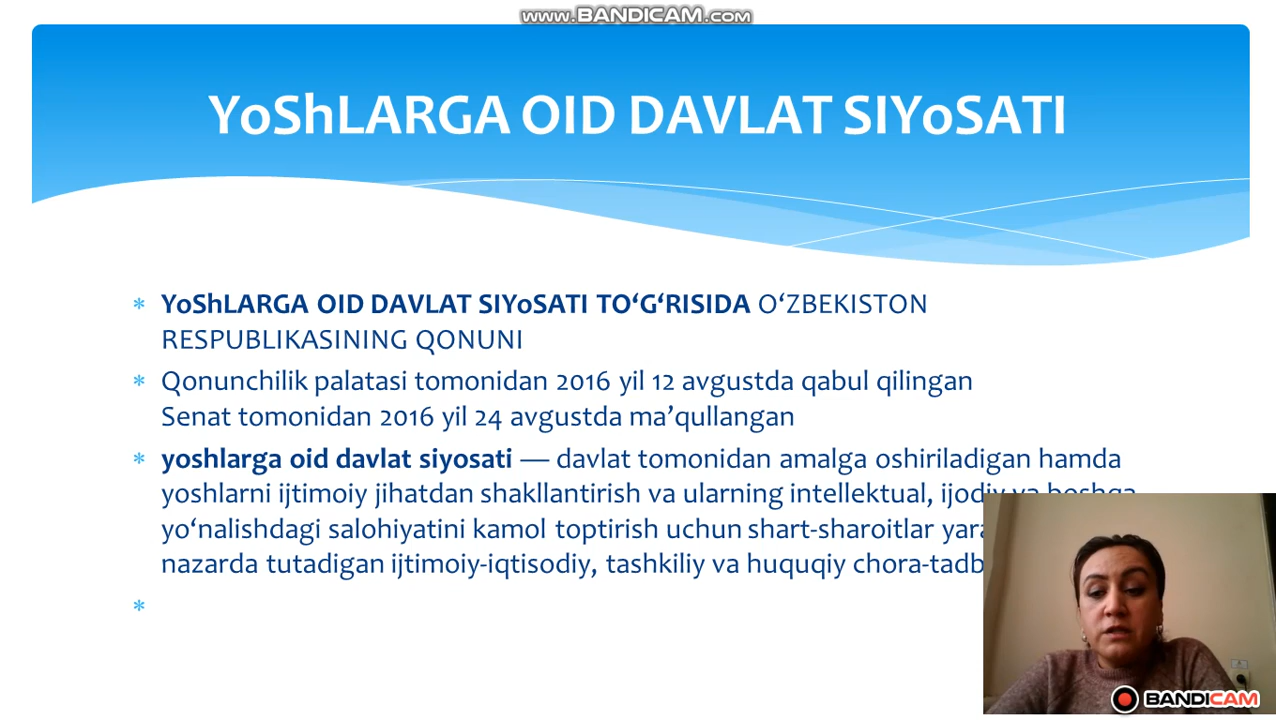 www.BANDICAM.com
YoShLARGA OID DAVLAT SIYoSATI
YoShLARGA OID DAVLAT SIYoSATI TO‘G‘RISIDA O‘ZBEKISTON
RESPUBLIKASINING QONUNI
Qonunchilik palatasi tomonidan 2016 yil 12 avgustda qabul qilingan
Senat tomonidan 2016 yil 24 avgustda ma’qullangan
yoshlarga oid davlat siyosati — davlat tomonidan amalga oshiriladigan hamda
yoshlarni ijtimoiy jihatdan shakllantirish va ularning intellektual, ijodiy va boshqa
yo‘nalishdagi salohiyatini kamol toptirish uchun shart-sharoitlar
nazarda tutadigan ijtimoiy-iqtisodiy, tashkiliy va huquqiy
BANDICAM